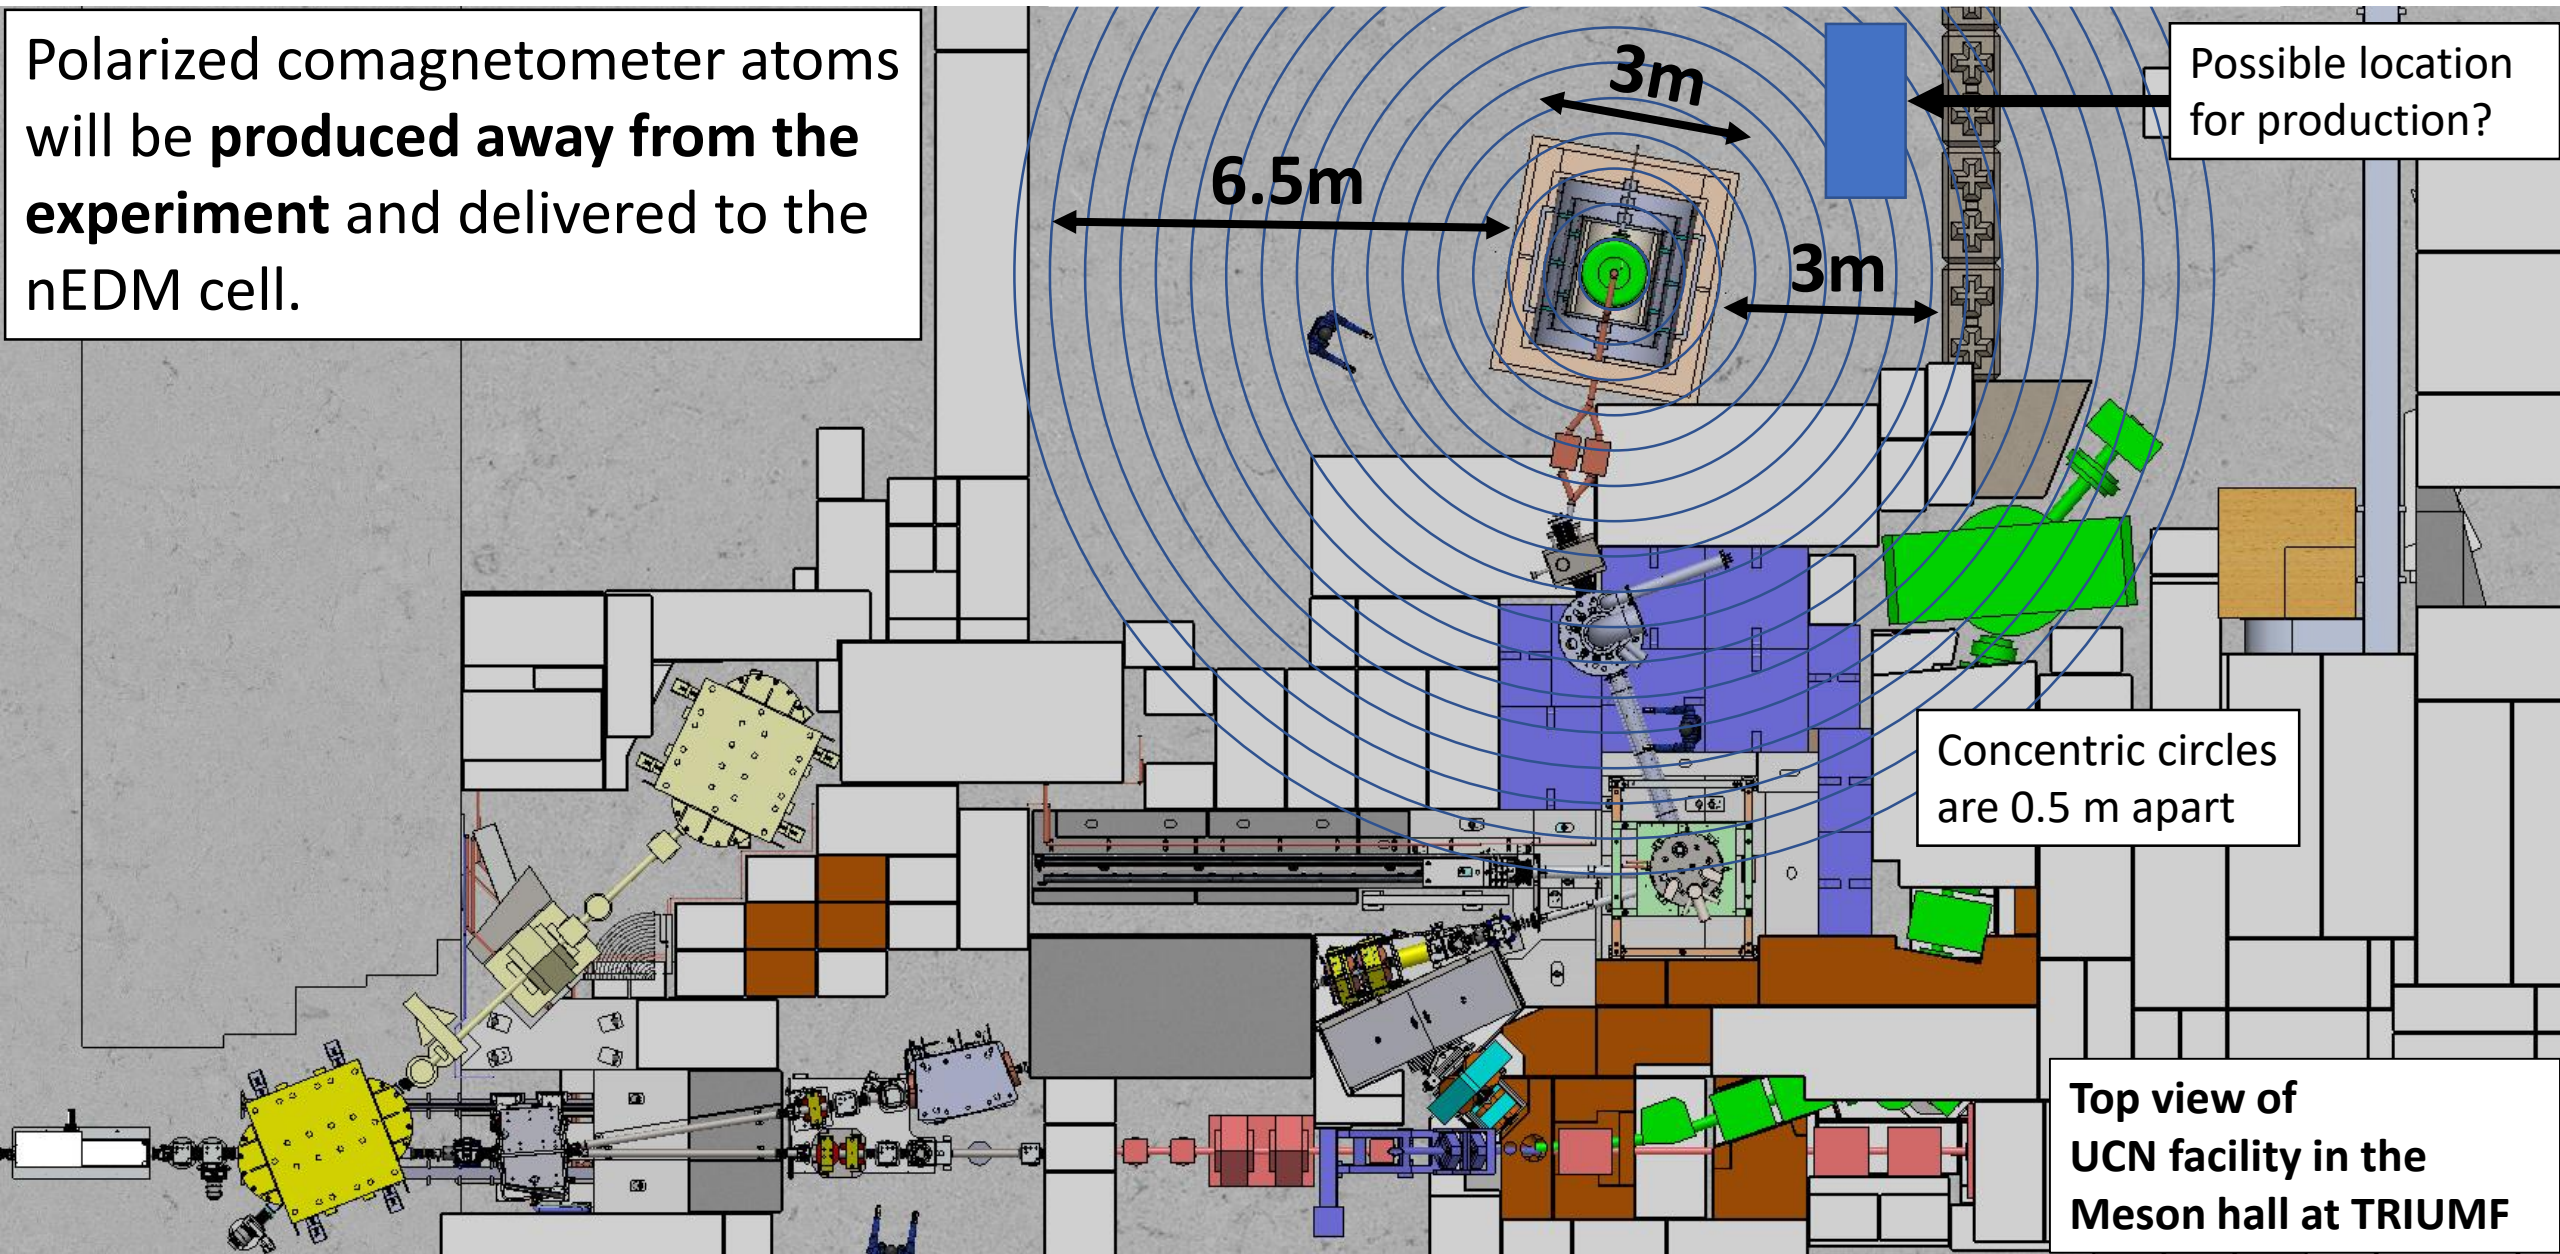 Polarized comagnetometer atoms
will be produced away from the
experiment and delivered to the
nEDM cell.
3m
6.5m
3m
Possible location
for production?
Concentric circles
are 0.5 m apart
Top view of
UCN facility in the
Meson hall at TRIUMF